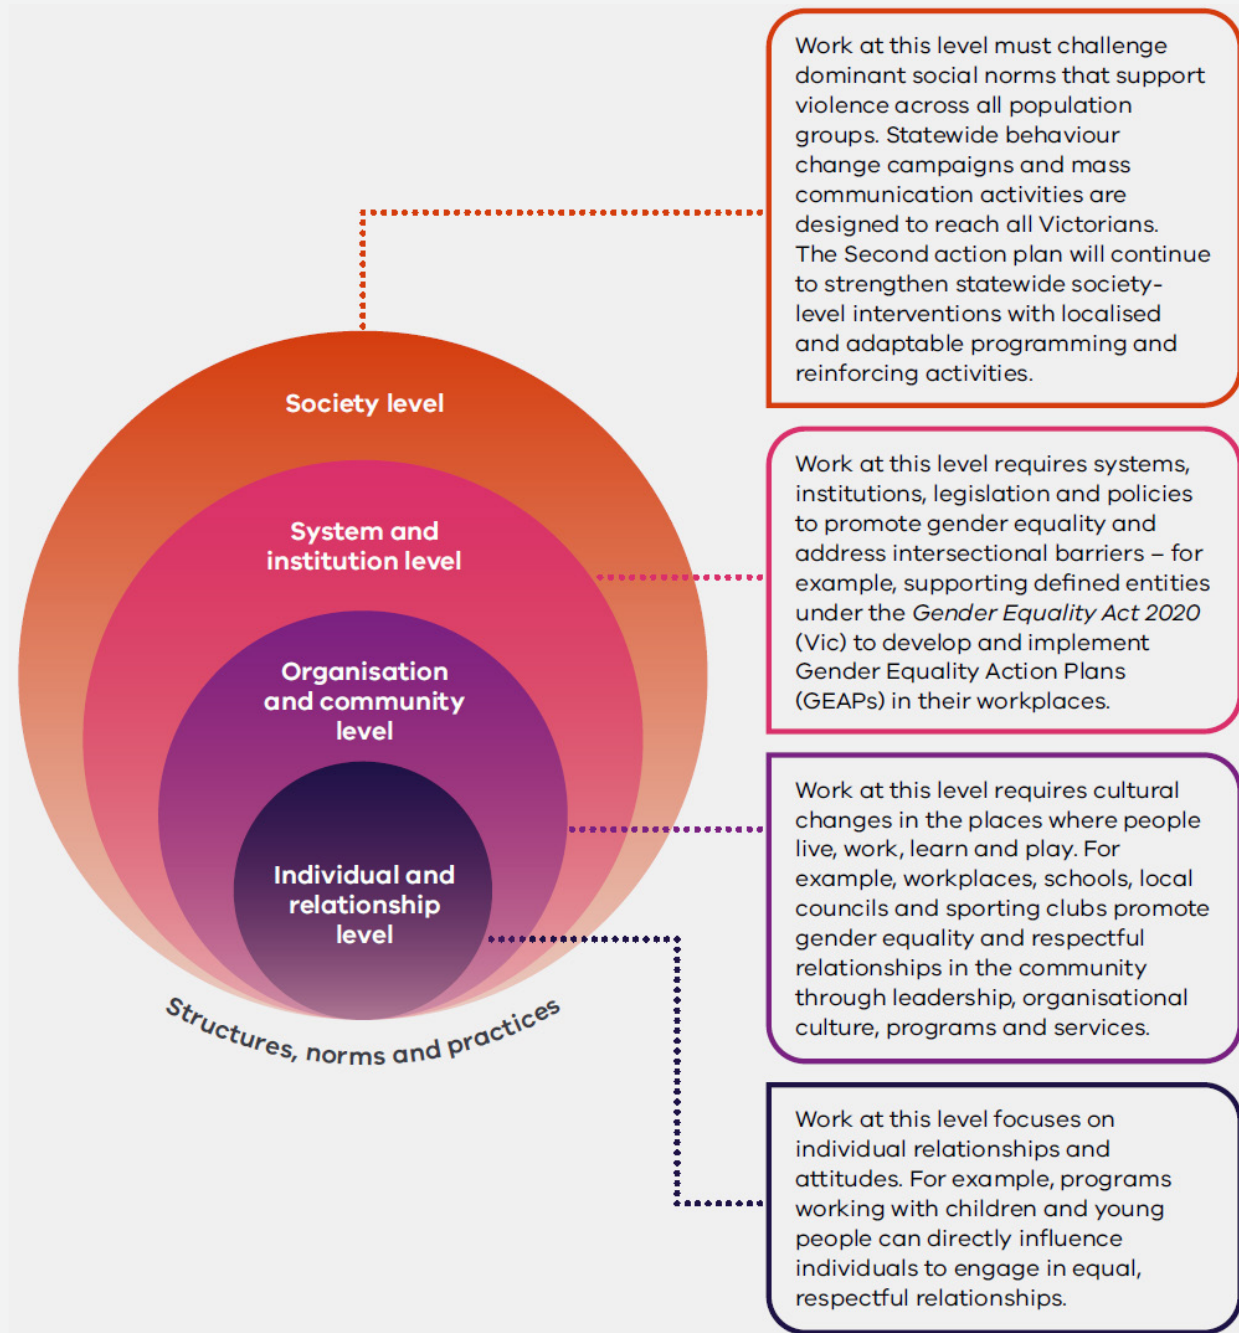 Work at this level must challenge
dominant social norms that support
violence across all population
groups. Statewide behaviour
change campaigns and mass
communication activities are
designed to reach all Victorians.
The Second action plan will continue
to strengthen statewide society-
level interventions with localised
and adaptable programming and
reinforcing activities.
Society level
Work at this level requires systems,
institutions, legislation and policies
to promote gender equality and
address intersectional barriers – for
example, supporting defined entities
under the Gender Equality Act 2020
(Vic) to develop and implement
Gender Equality Action Plans
(GEAPs) in their workplaces.
System and
institution level
Organisation
and community
level
Work at this level requires cultural
changes in the places where people
live, work, learn and play. For
example, workplaces, schools, local
councils and sporting clubs promote
gender equality and respectful
relationships in the community
through leadership, organisational
culture, programs and services.
Individual and
relationship
level
Structures, norms and practices
Work at this level focuses on
individual relationships and
attitudes. For example, programs
working with children and young
people can directly influence
individuals to engage in equal,
respectful relationships.